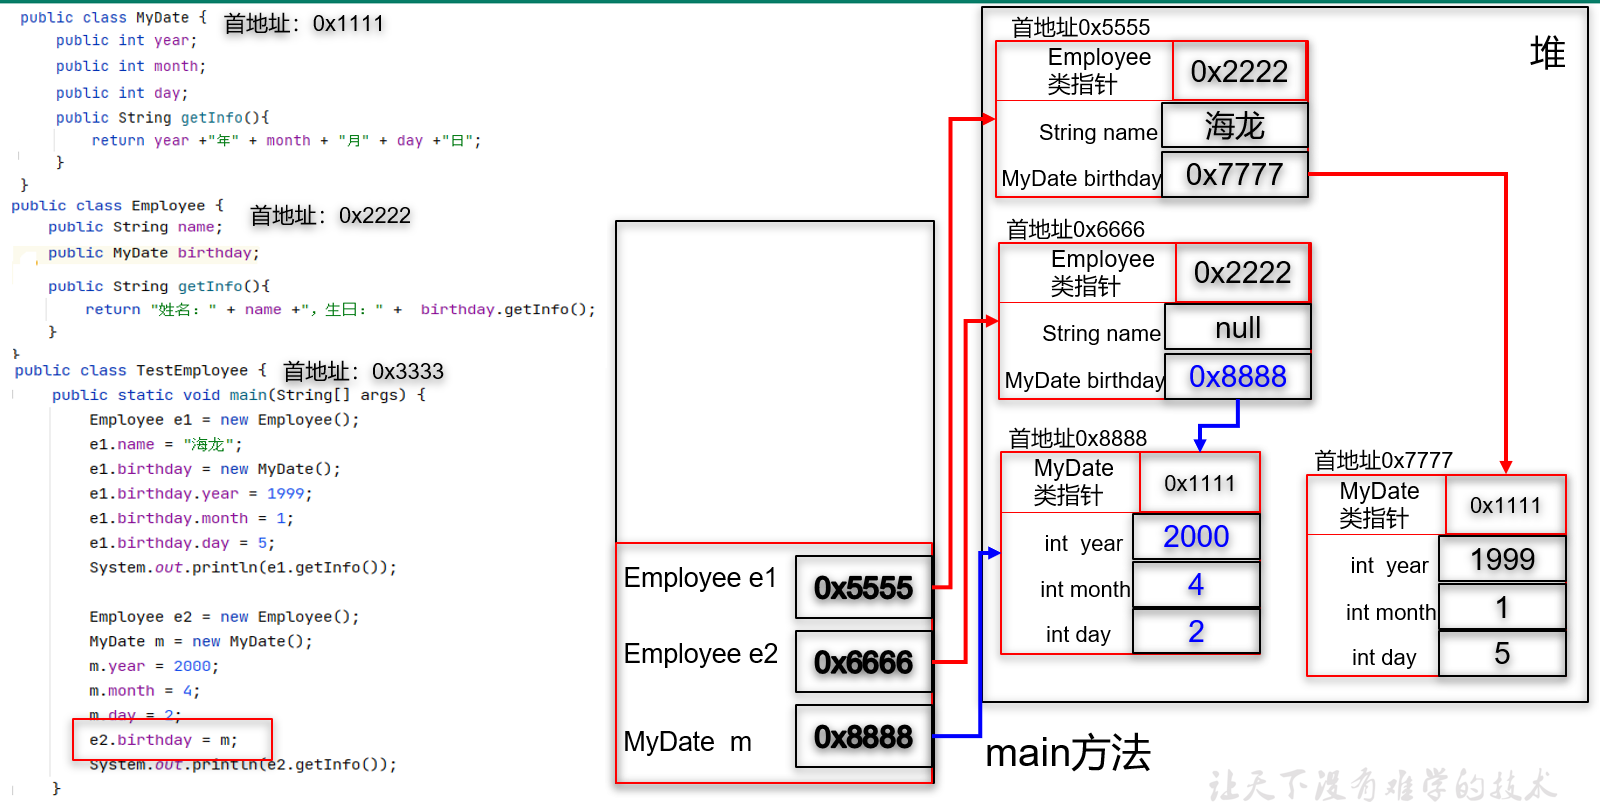 public class MyDate { 首地址：0x1111
public int year;
public int month;
public int day;
public String getInfo(){
return year +"年" + month + "月" + day +"日";
}
}
public class Employee { 首地址：0x2222
public String name;
public MyDate birthday;
public String getInfo(){
return "姓名：" + name +"，生日：" + birthday.getInfo();
}
}
public class TestEmployee { 首地址：0x3333
public static void main(String[] args) {
Employee e1 = new Employee();
e1.name = "海龙";
e1.birthday = new MyDate();
e1.birthday.year = 1999;
e1.birthday.month = 1;
e1.birthday.day = 5;
System.out.println(e1.getInfo());
Employee e2 = new Employee();
MyDate m = new MyDate();
m.year = 2000;
m.month = 4;
m.day = 2;
e2.birthday = m;
System.out.println(e2.getInfo());
}
Employee e1 0x5555
Employee e2 0x6666
MyDate m 0x8888
main方法
堆
首地址0x5555
Employee
类指针 0x2222
String name 海龙
MyDate birthday 0x7777
首地址0x6666
Employee
类指针 0x2222
String name null
MyDate birthday 0x8888
首地址0x8888
MyDate
类指针 0x1111
int year 2000
int month 4
int day 2
首地址0x7777
MyDate
类指针 0x1111
int year 1999
int month 1
int day 5
让天下没有难学的技术